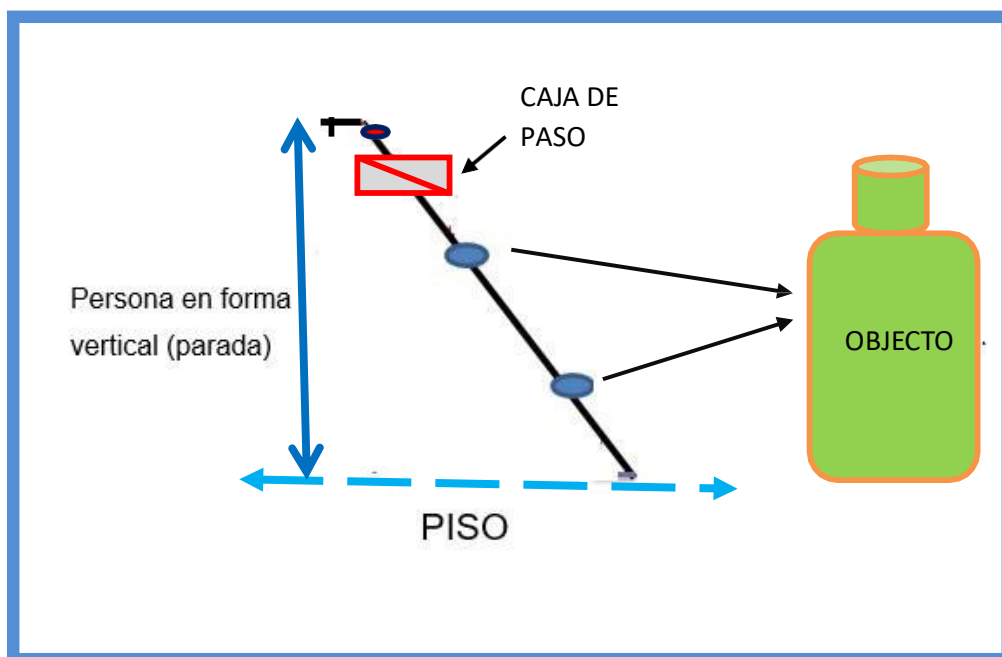 CAJA DE
PASO
Persona en forma
vertical (parada)
OBJECTO
PISO